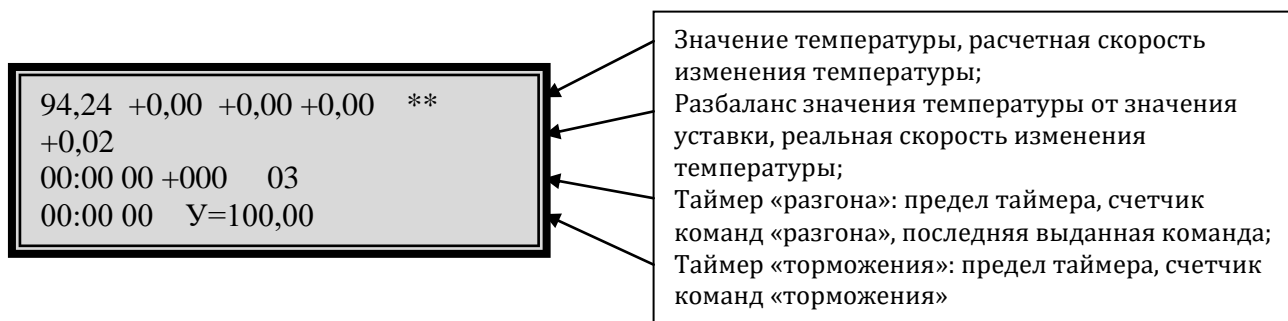 94,24 +0,00 +0,00 +0,00 **
+0,02
00:00 00 +000 03
00:00 00 У=100,00
Значение температуры, расчетная скорость
изменения температуры;
Разбаланс значения температуры от значения
уставки, реальная скорость изменения
температуры;
Таймер «разгона»: предел таймера, счетчик
команд «разгона», последняя выданная команда;
Таймер «торможения»: предел таймера, счетчик
команд «торможения»